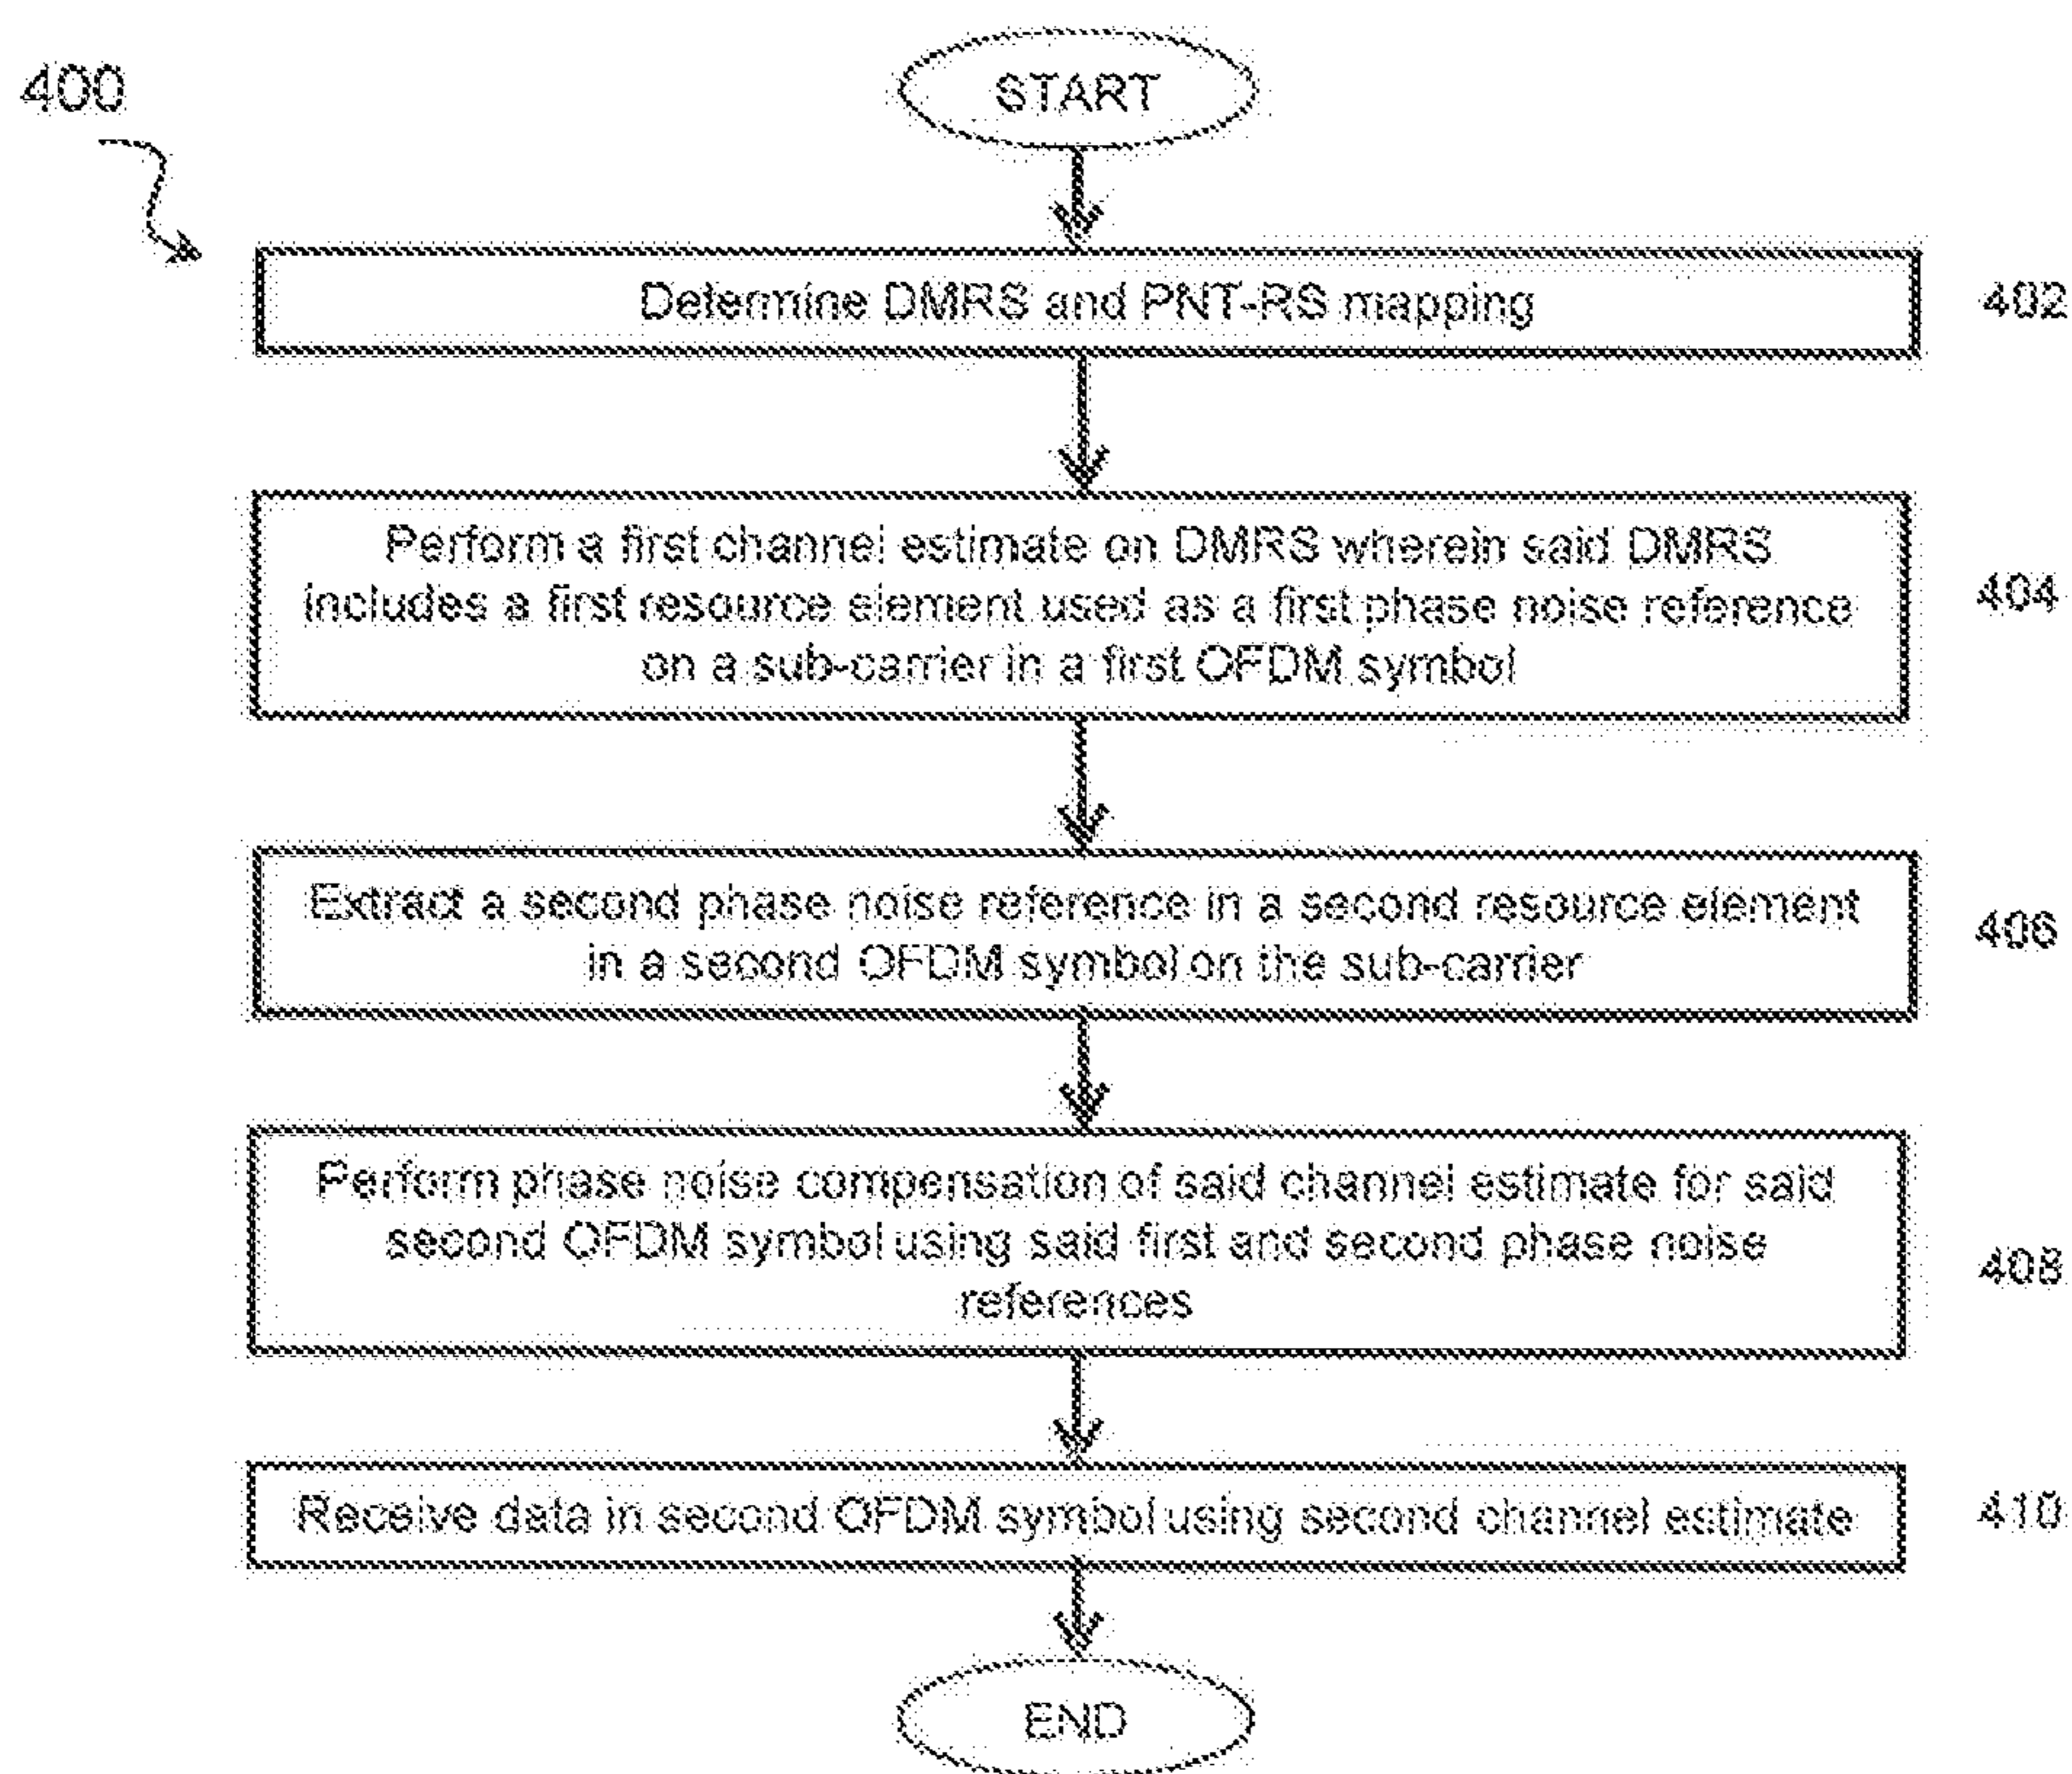 400
START
Determine DMRS and PNT-RS mapping
402
Perform a first channel estimate on DMRS wherein said DMRS
includes a first resource element used as a first phase noise reference
on a sub-carrier in a first OFDM symbol
404
Extract a second phase noise reference in a second resource element
in a second OFDM symbol on the sub-carrier
406
Perform phase noise compensation of said channel estimate for said
second OFDM symbol using said first and second phase noise
references
408
Receive data in second OFDM symbol using second channel estimate
410
END